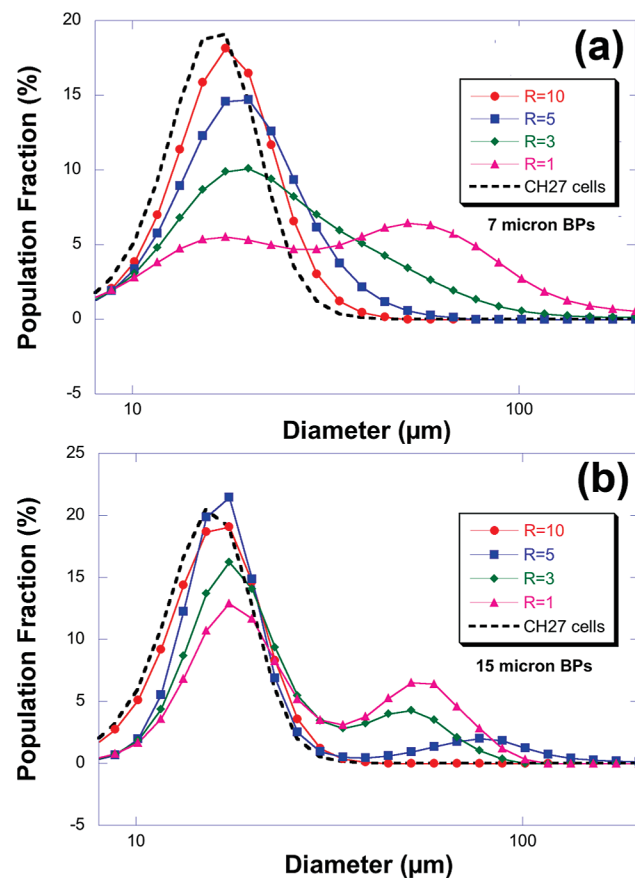 (a)
20
15
10
5
0
-5
Population Fraction (%)
R=10
R=5
R=3
R=1
CH27 cells
7 micron BPs
10
100
Diameter (µm)
(b)
25
20
15
10
5
0
-5
Population Fraction (%)
R=10
R=5
R=3
R=1
CH27 cells
15 micron BPs
10
100
Diameter (µm)